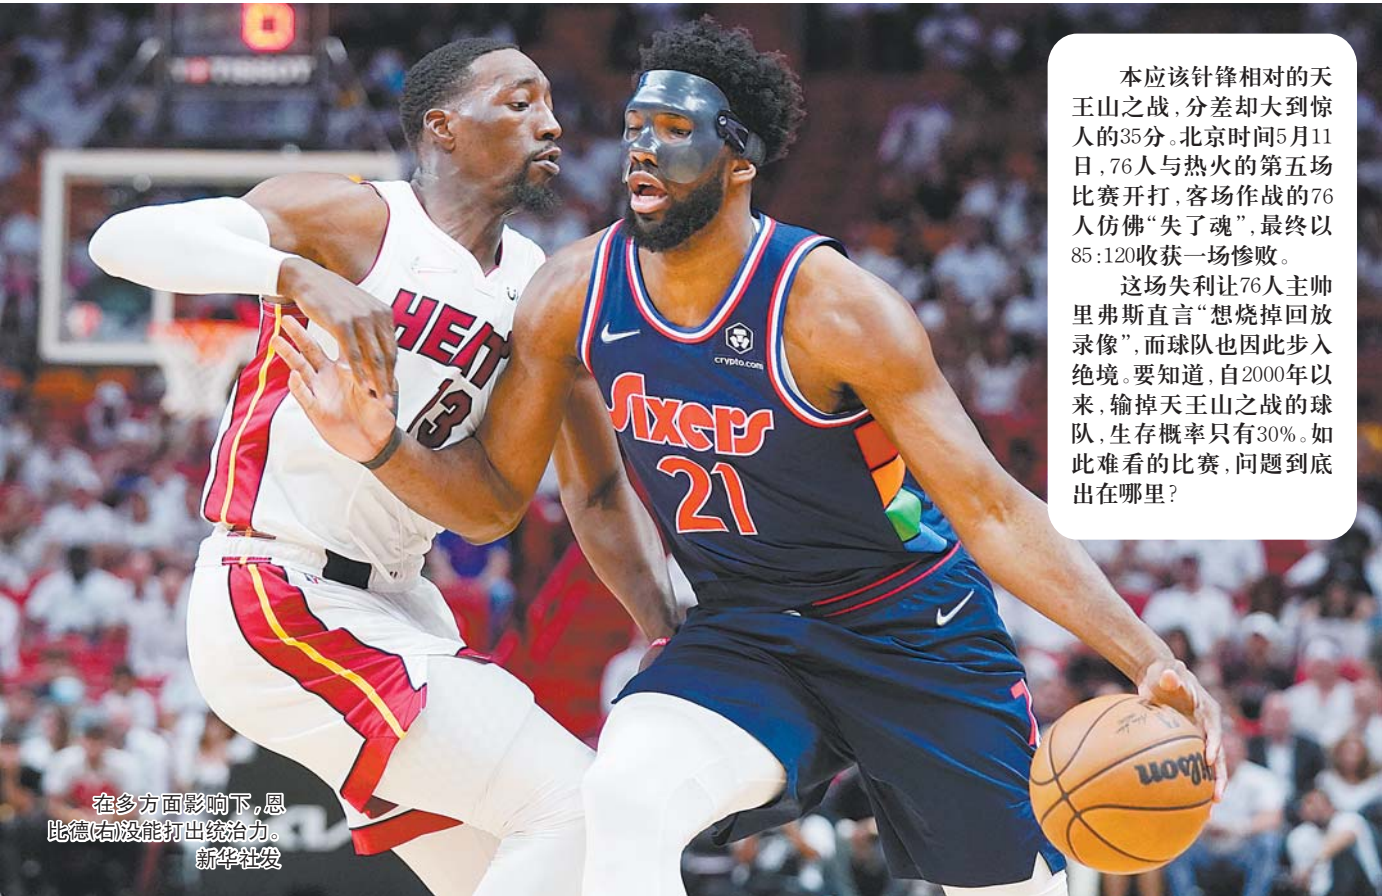 8
TISSOT
本应该针锋相对的天
王山之战,分差却大到惊
人的35分。北京时间5月11
日,76人与热火的第五场
比赛开打,客场作战的76
人仿佛“失了魂”,最终以
85:120收获一场惨败。
这场失利让76人主帅
里弗斯直言“想烧掉回放
录像”,而球队也因此步入
绝境。要知道,自2000年以
来,输掉天王山之战的球
队,生存概率只有30%。如
此难看的比赛,问题到底
出在哪里?
HEAT
13
crypto.com
Sixers
21
Wilson
在多方面影响下,恩
比德(右)没能打出统治力。
新华社发